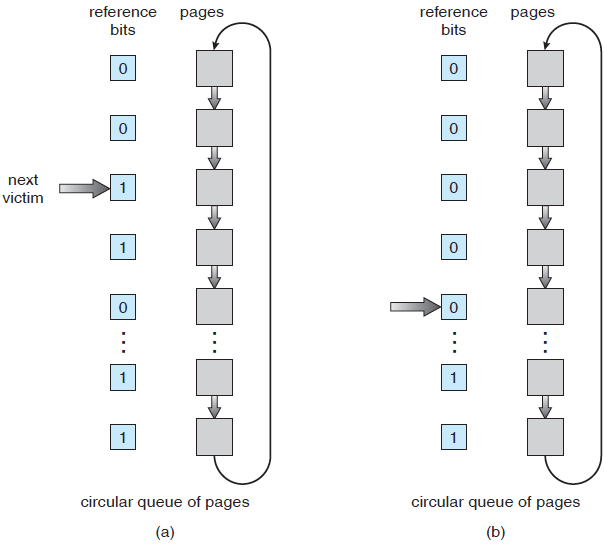 reference pages
bits
0
0
next
victim
1
1
0
1
1
circular queue of pages
(a)
reference pages
bits
0
0
0
0
0
1
1
circular queue of pages
(b)